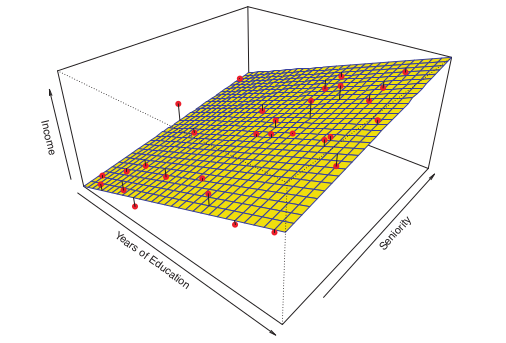 Income
Years of Education
Seniority